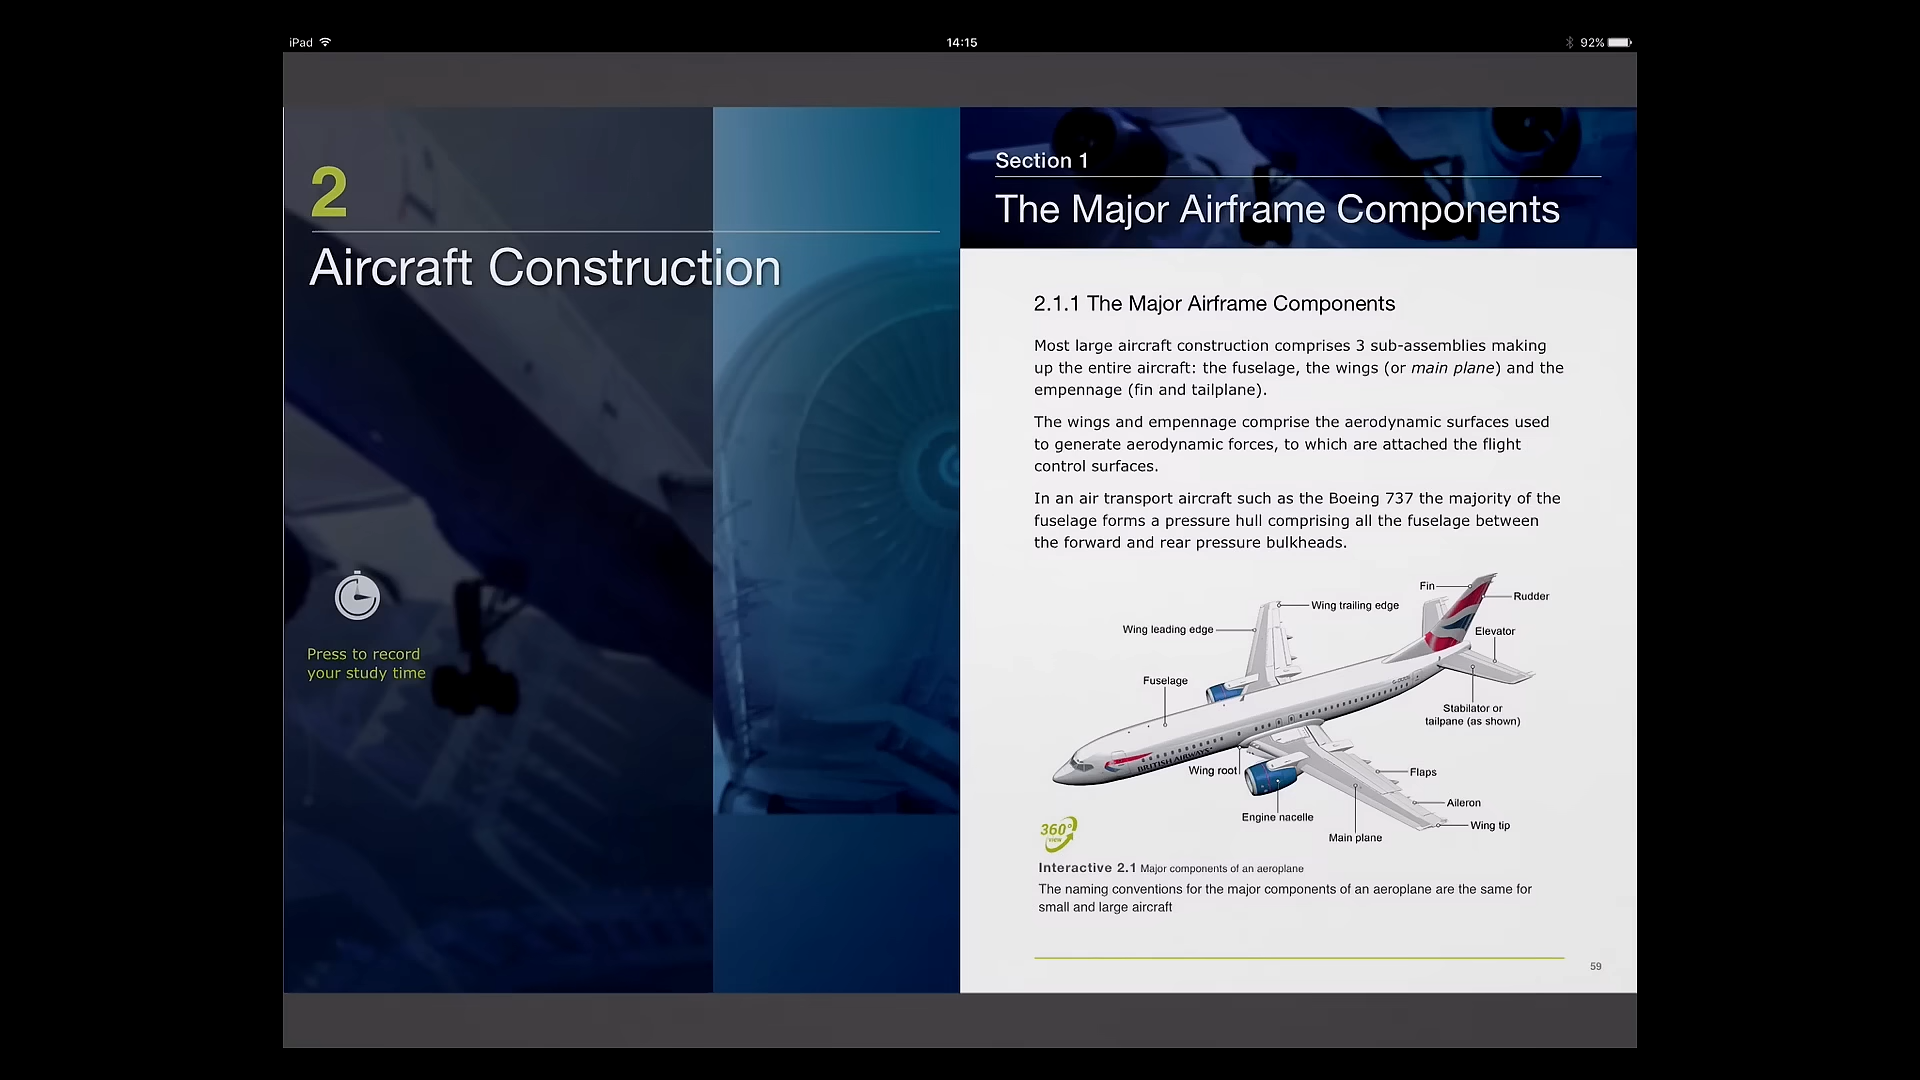 iPad
14:15
92%
2
Aircraft Construction
Press to record
your study time
Section 1
The Major Airframe Components
2.1.1 The Major Airframe Components
Most large aircraft construction comprises 3 sub-assemblies making
up the entire aircraft: the fuselage, the wings (or main plane) and the
empennage (fin and tailplane).
The wings and empennage comprise the aerodynamic surfaces used
to generate aerodynamic forces, to which are attached the flight
control surfaces.
In an air transport aircraft such as the Boeing 737 the majority of the
fuselage forms a pressure hull comprising all the fuselage between
the forward and rear pressure bulkheads.
Fin
Rudder
Wing trailing edge
Wing leading edge
Elevator
Fuselage
Stabilator or
tailpane (as shown)
BRITISH AIRWAYS
Wing root
Flaps
Aileron
Engine nacelle
Wing tip
Main plane
360°
view
Interactive 2.1 Major components of an aeroplane
The naming conventions for the major components of an aeroplane are the same for
small and large aircraft
59